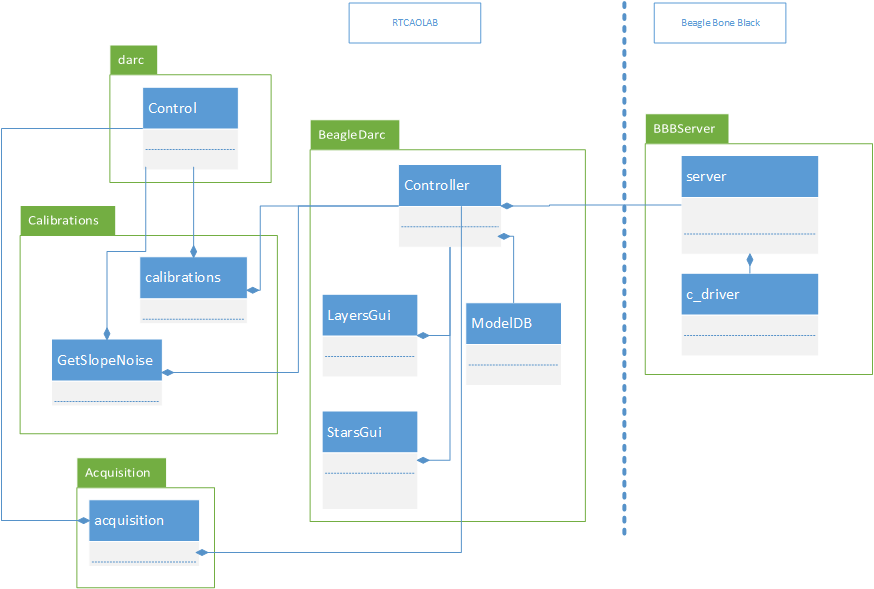 RTCAOLAB
Beagle Bone Black
darc
Control
BeagleDarc
Controller
BBBServer
server
Calibrations
calibrations
c_driver
LayersGui
ModelDB
GetSlopeNoise
StarsGui
Acquisition
acquisition